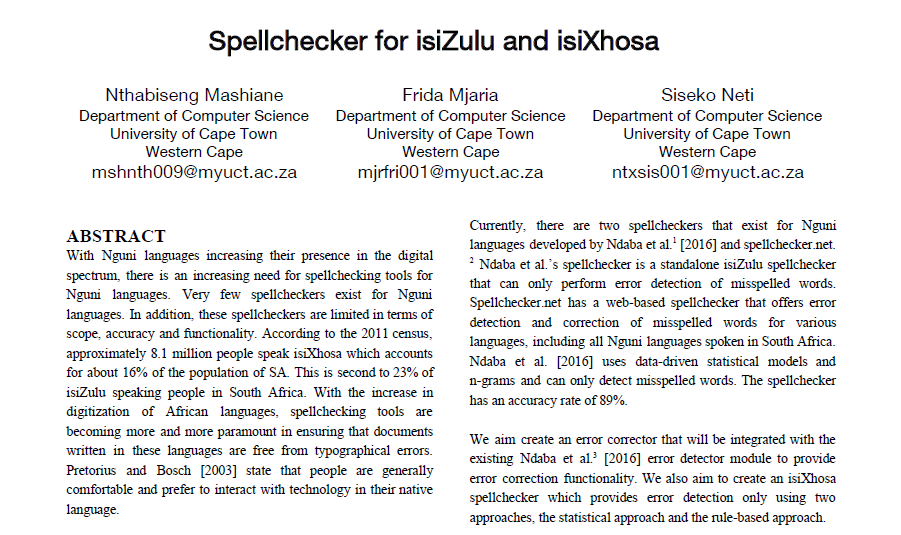 Spellchecker for isiZulu and isiXhosa
Nthabiseng Mashiane
Department of Computer Science
University of Cape Town
Western Cape
mshnth009@myuct.ac.za
Frida Mjaria
Department of Computer Science
University of Cape Town
Western Cape
mjrfri001@myuct.ac.za
Siseko Neti
Department of Computer Science
University of Cape Town
Western Cape
ntxsis001@myuct.ac.za
ABSTRACT
With Nguni languages increasing their presence in the digital
spectrum, there is an increasing need for spellchecking tools for
Nguni languages. Very few spellcheckers exist for Nguni
languages. In addition, these spellcheckers are limited in terms of
scope, accuracy and functionality. According to the 2011 census,
approximately 8.1 million people speak isiXhosa which accounts
for about 16% of the population of SA. This is second to 23% of
isiZulu speaking people in South Africa. With the increase in
digitization of African languages, spellchecking tools are
becoming more and more paramount in ensuring that documents
written in these languages are free from typographical errors.
Pretorius and Bosch [2003] state that people are generally
comfortable and prefer to interact with technology in their native
language.
Currently, there are two spellcheckers that exist for Nguni
languages developed by Ndaba et al.1 [2016] and spellchecker.net.
2 Ndaba et al.'s spellchecker is a standalone isiZulu spellchecker
that can only perform error detection of misspelled words.
Spellchecker.net has a web-based spellchecker that offers error
detection and correction of misspelled words for various
languages, including all Nguni languages spoken in South Africa.
Ndaba et al. [2016] uses data-driven statistical models and
n-grams and can only detect misspelled words. The spellchecker
has an accuracy rate of 89%.
We aim create an error corrector that will be integrated with the
existing Ndaba et al.3 [2016] error detector module to provide
error correction functionality. We also aim to create an isiXhosa
spellchecker which provides error detection only using two
approaches, the statistical approach and the rule-based approach.